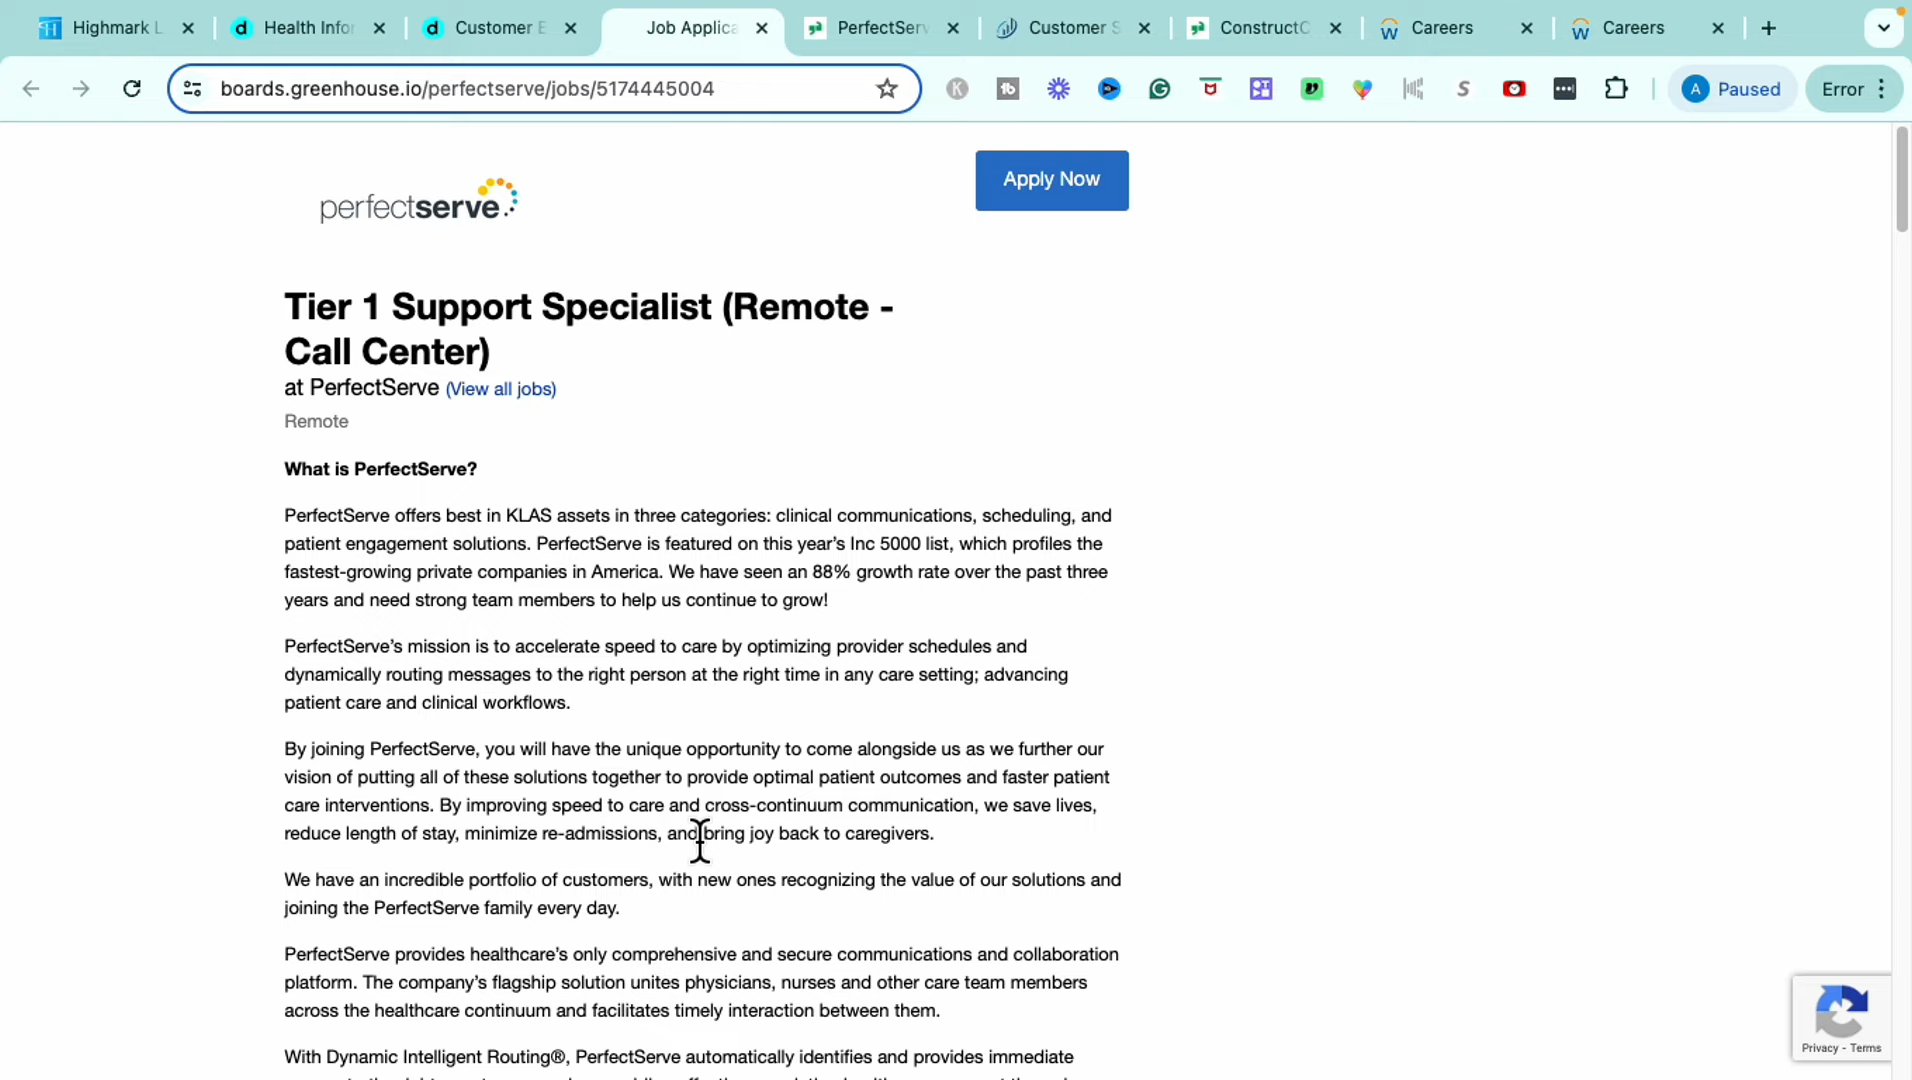 Highmark L
Health Infor
Customer E
Job Applica
PerfectServ
Customer S
ConstructC
Careers
Careers
boards.greenhouse.io/perfectserve/jobs/5174445004
A Paused
Error
perfectserve
Apply Now
Tier 1 Support Specialist (Remote -
Call Center)
at PerfectServe (View all jobs)
Remote
What is PerfectServe?
PerfectServe offers best in KLAS assets in three categories: clinical communications, scheduling, and
patient engagement solutions. PerfectServe is featured on this year’s Inc 5000 list, which profiles the
fastest-growing private companies in America. We have seen an 88% growth rate over the past three
years and need strong team members to help us continue to grow!
PerfectServe’s mission is to accelerate speed to care by optimizing provider schedules and
dynamically routing messages to the right person at the right time in any care setting; advancing
patient care and clinical workflows.
By joining PerfectServe, you will have the unique opportunity to come alongside us as we further our
vision of putting all of these solutions together to provide optimal patient outcomes and faster patient
care interventions. By improving speed to care and cross-continuum communication, we save lives,
reduce length of stay, minimize re-admissions, and bring joy back to caregivers.
We have an incredible portfolio of customers, with new ones recognizing the value of our solutions and
joining the PerfectServe family every day.
PerfectServe provides healthcare’s only comprehensive and secure communications and collaboration
platform. The company’s flagship solution unites physicians, nurses and other care team members
across the healthcare continuum and facilitates timely interaction between them.
With Dynamic Intelligent Routing®, PerfectServe automatically identifies and provides immediate
Privacy - Terms